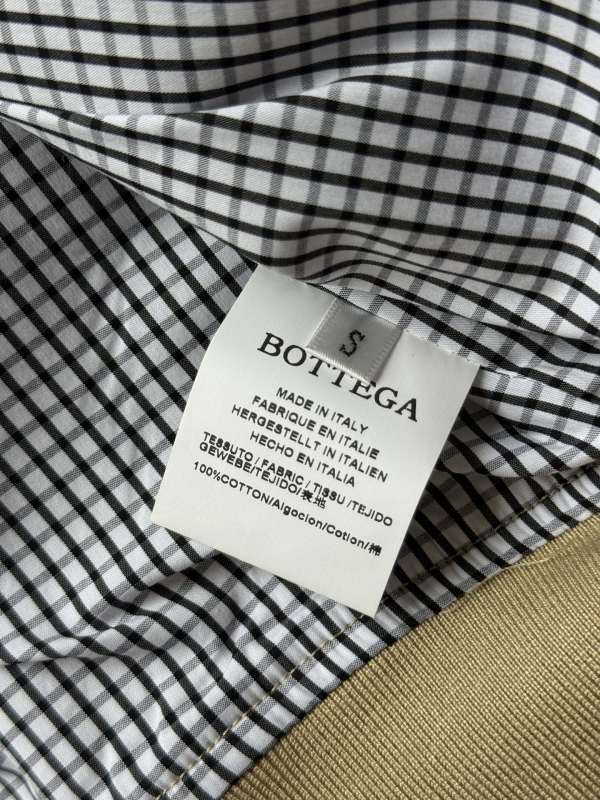 S
BOTTEGA
MADE IN ITALY
FABRIQUE EN ITALIE
HERGESTELLT IN ITALIEN
HECHO EN ITALIA
TESSUTO / FABRIC / TISSU / TEJIDO
GEWEBE/TEJIDO/表地
100%COTTON/Algocion/Cotion/棉